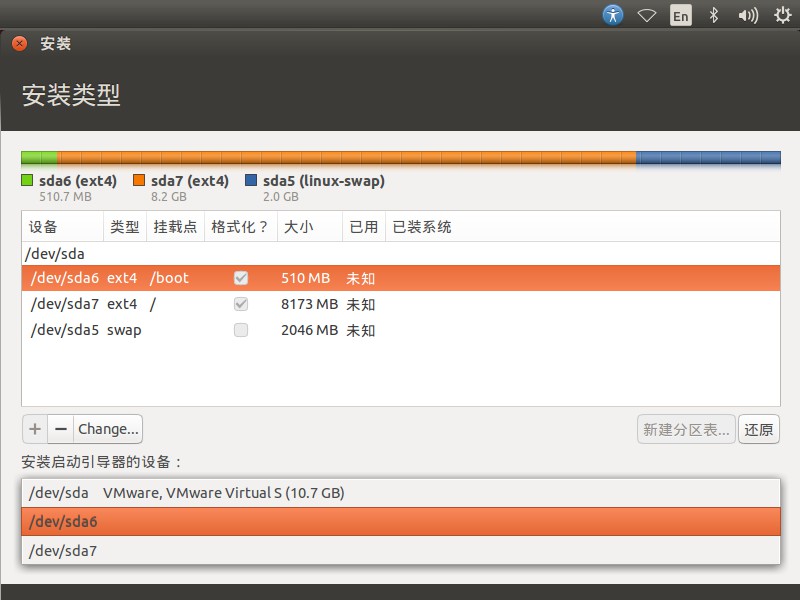 En
安装
安装类型
sda6 (ext4) sda7 (ext4) sda5 (linux-swap)
510.7 MB 8.2 GB 2.0 GB
设备 类型 挂载点 格式化？ 大小 已用 已装系统
/dev/sda
/dev/sda6 ext4 /boot 510 MB 未知
/dev/sda7 ext4 / 8173 MB 未知
/dev/sda5 swap 2046 MB 未知
+ − Change... 新建分区表... 还原
安装启动引导器的设备：
/dev/sda VMware, VMware Virtual S (10.7 GB)
/dev/sda6
/dev/sda7